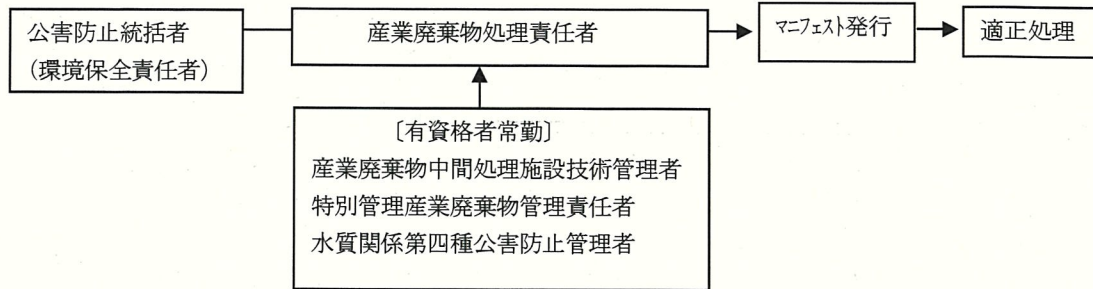 公害防止統括者
（環境保全責任者）
産業廃棄物処理責任者
ﾏﾆﾌｪｽﾄ発行
適正処理
〔有資格者常勤〕
産業廃棄物中間処理施設技術管理者
特別管理産業廃棄物管理責任者
水質関係第四種公害防止管理者